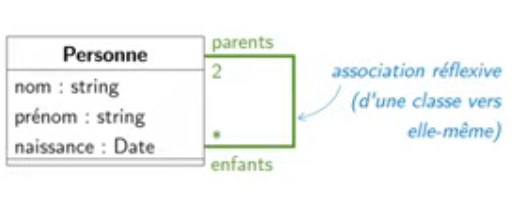 Personne
nom : string
prénom : string
naissance : Date
parents
2
*
enfants
association réflexive
(d'une classe vers
elle-même)